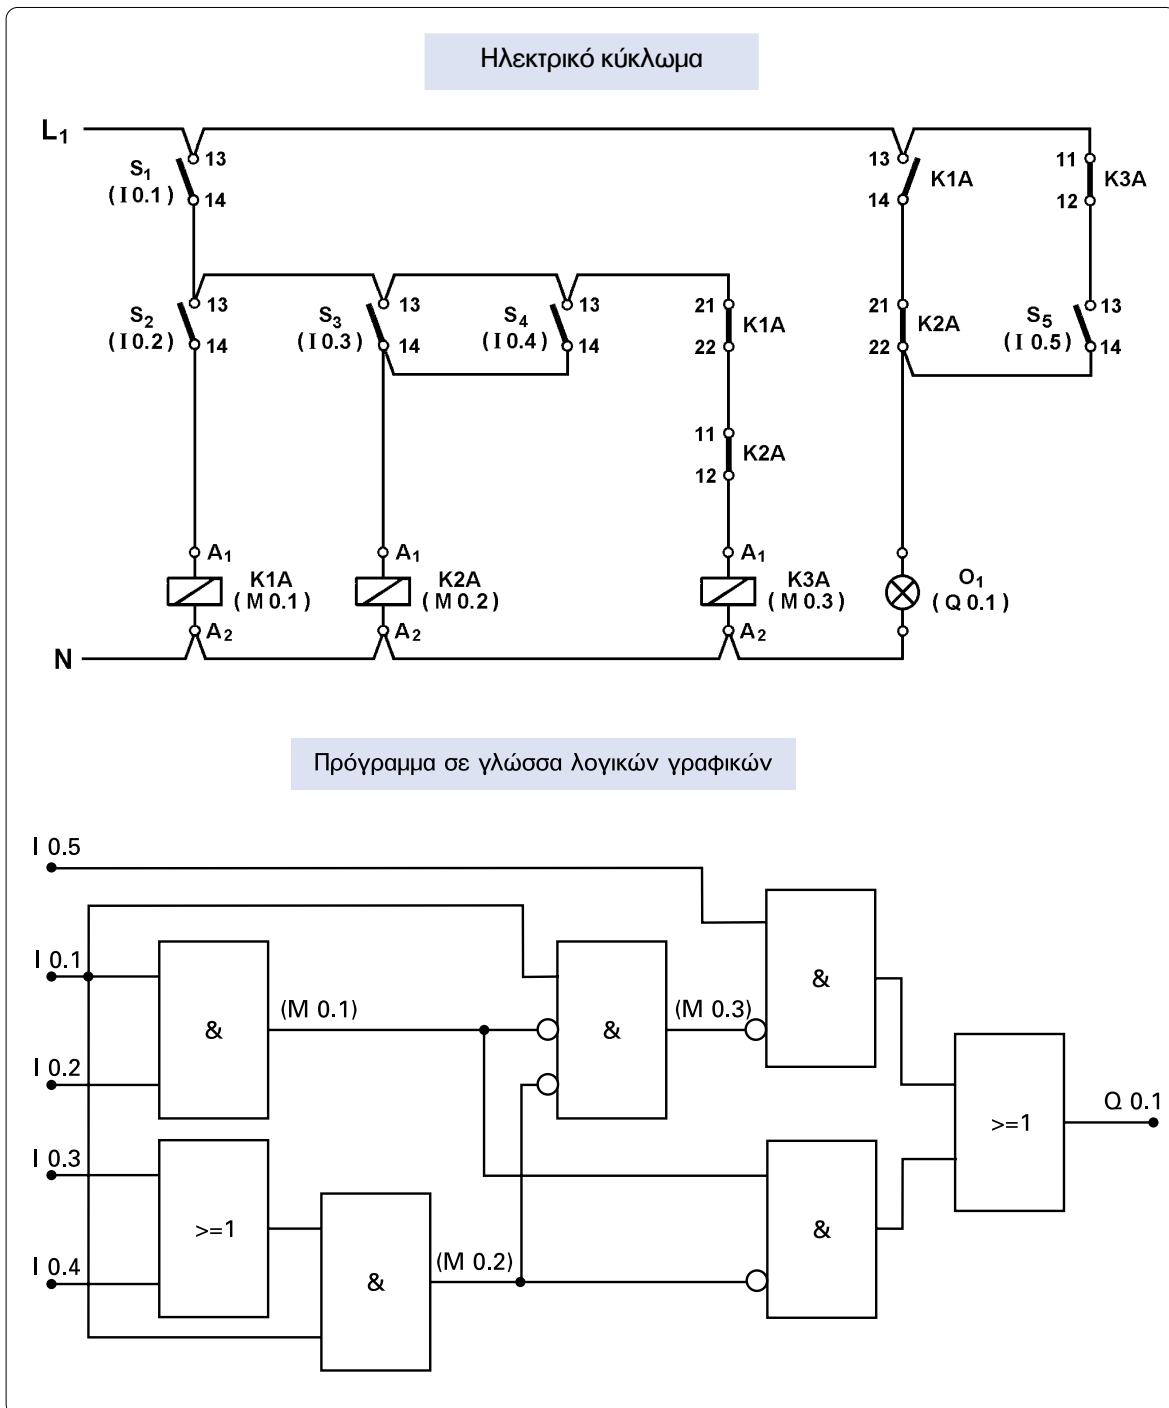 Ηλεκτρικό κύκλωμα
L1
13
S1
(I 0.1)
14
13
K1A
14
11
K3A
12
13
S2
(I 0.2)
14
S3
(I 0.3)
13
14
S4
(I 0.4)
13
14
21
K1A
22
21
K2A
22
S5
(I 0.5)
13
14
11
K2A
12
A1
K1A
(M 0.1)
A2
A1
K2A
(M 0.2)
A2
A1
K3A
(M 0.3)
A2
O1
(Q 0.1)
N
Πρόγραμμα σε γλώσσα λογικών γραφικών
I 0.5
I 0.1
&
(M 0.1)
&
(M 0.3)
&
I 0.2
>=1
Q 0.1
I 0.3
>=1
&
I 0.4
&
(M 0.2)